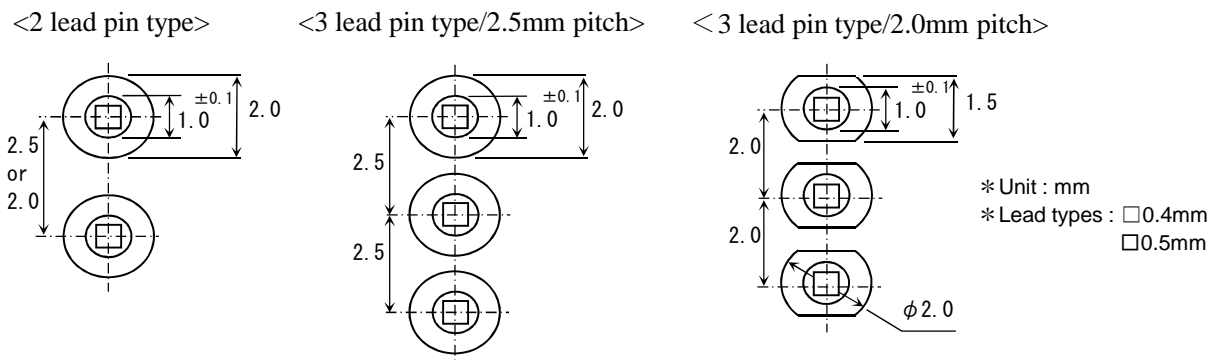 <2 lead pin type>
<3 lead pin type/2.5mm pitch>
＜3 lead pin type/2.0mm pitch>
±0.1
1.0
2.0
2.5
or
2.0
±0.1
1.0
2.0
2.5
2.5
±0.1
1.0
1.5
2.0
2.0
φ2.0
＊Unit : mm
＊Lead types : □0.4mm
□0.5mm